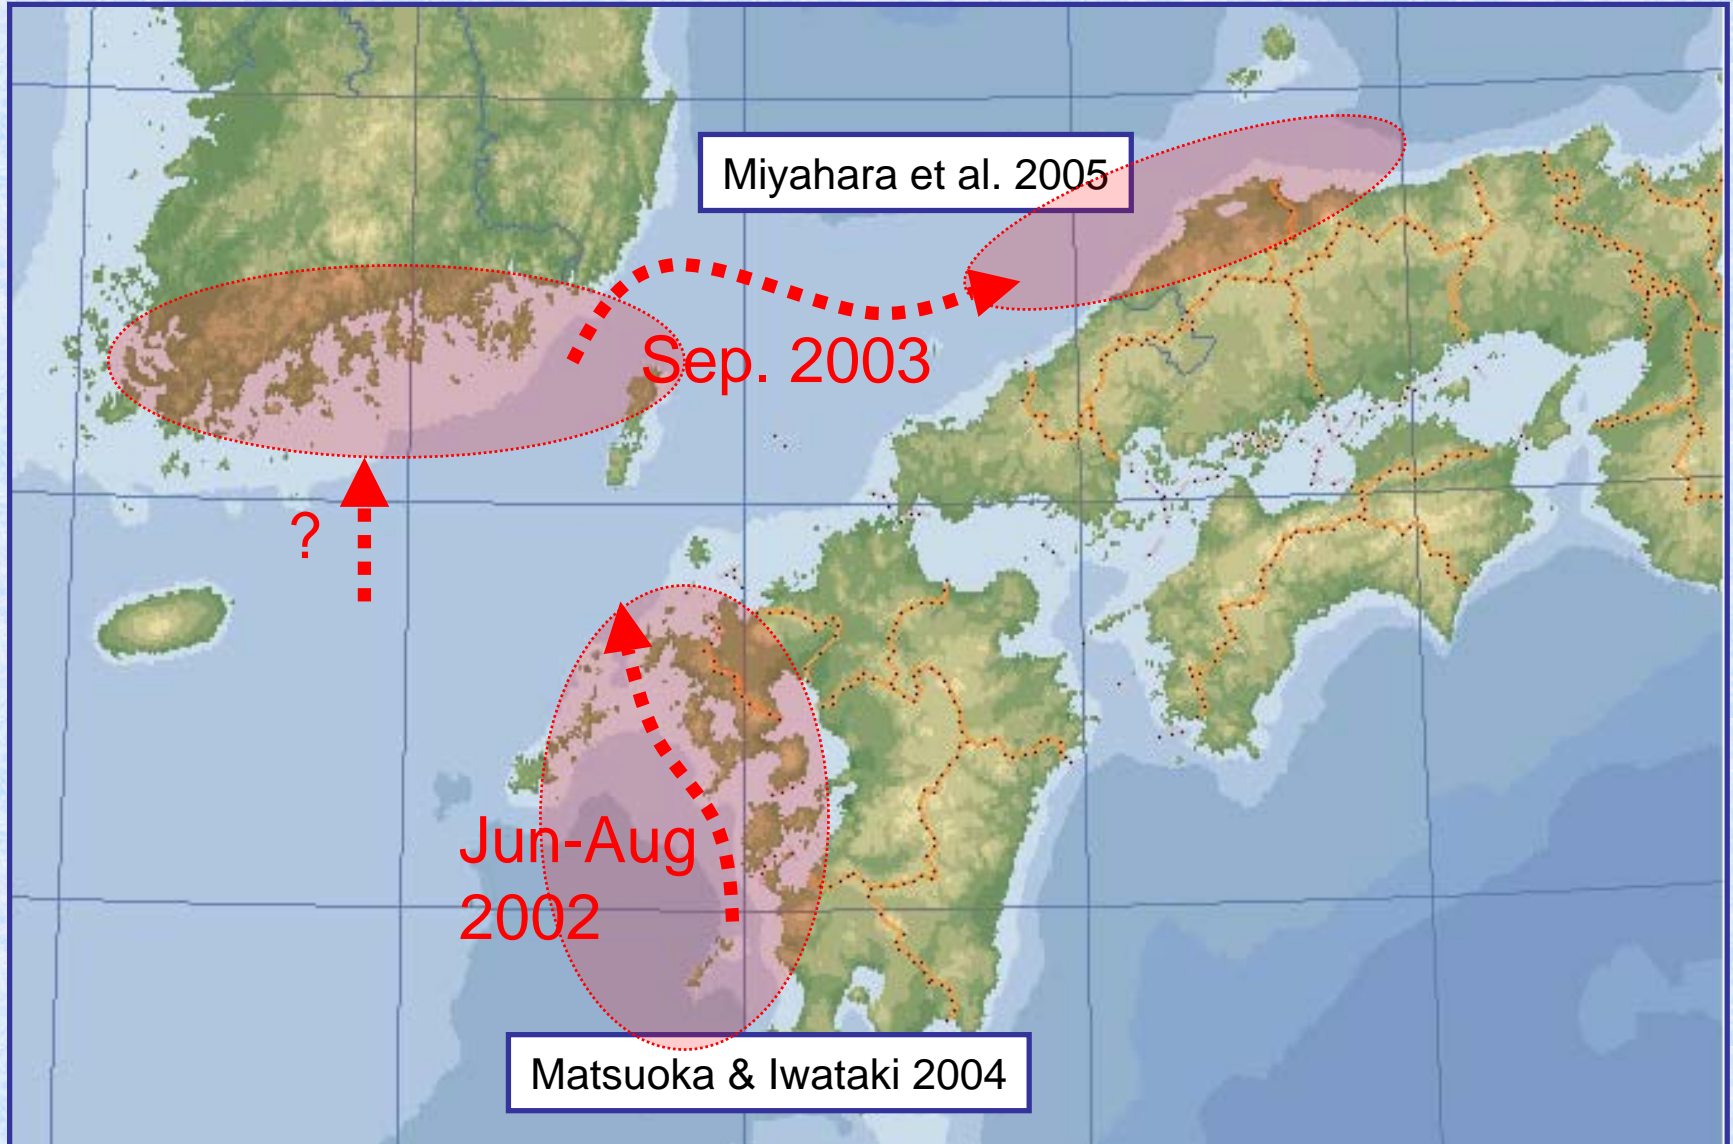 Miyahara et al. 2005
Sep. 2003
?
Jun-Aug
2002
Matsuoka & Iwataki 2004